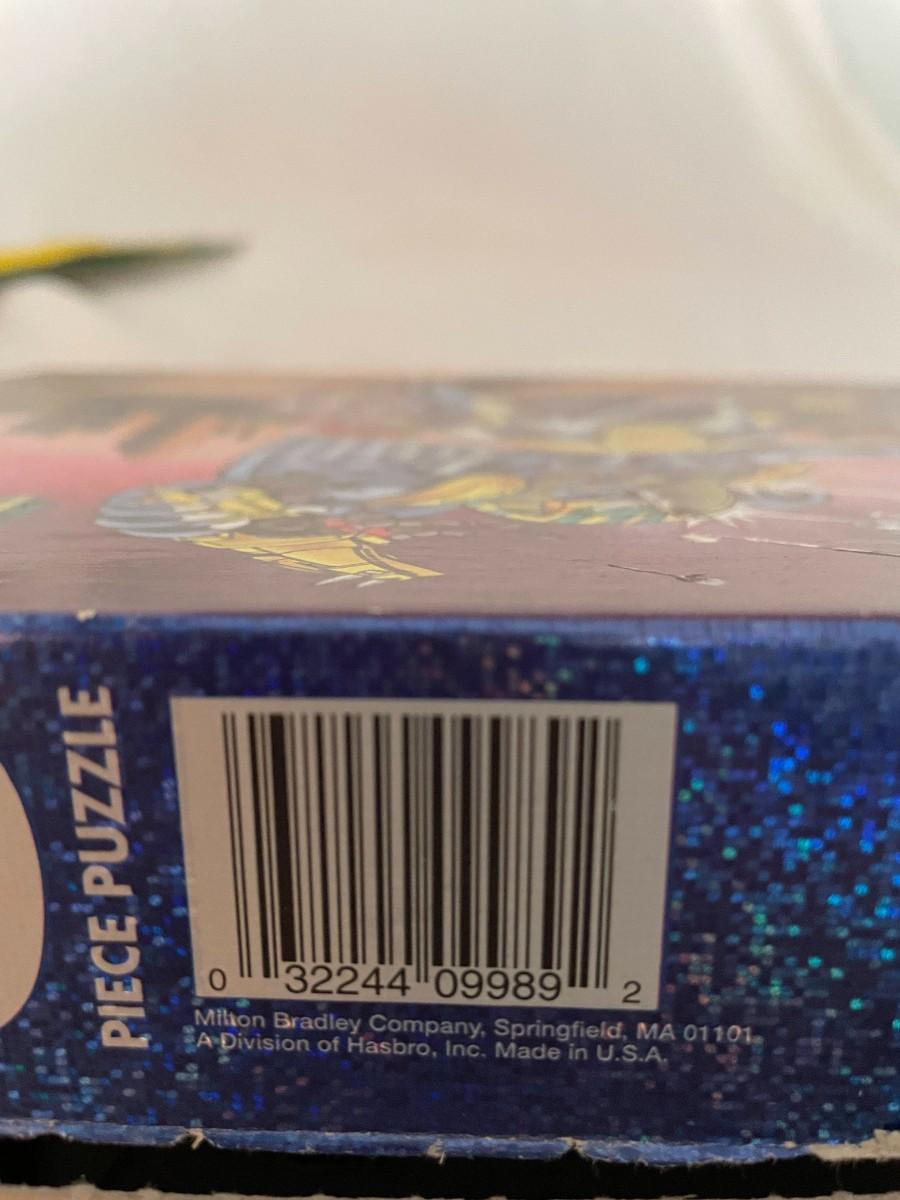 PIECE PUZZLE
0 32244 09989 2
Milton Bradley Company, Springfield, MA 01101.
A Division of Hasbro, Inc. Made in U.S.A.